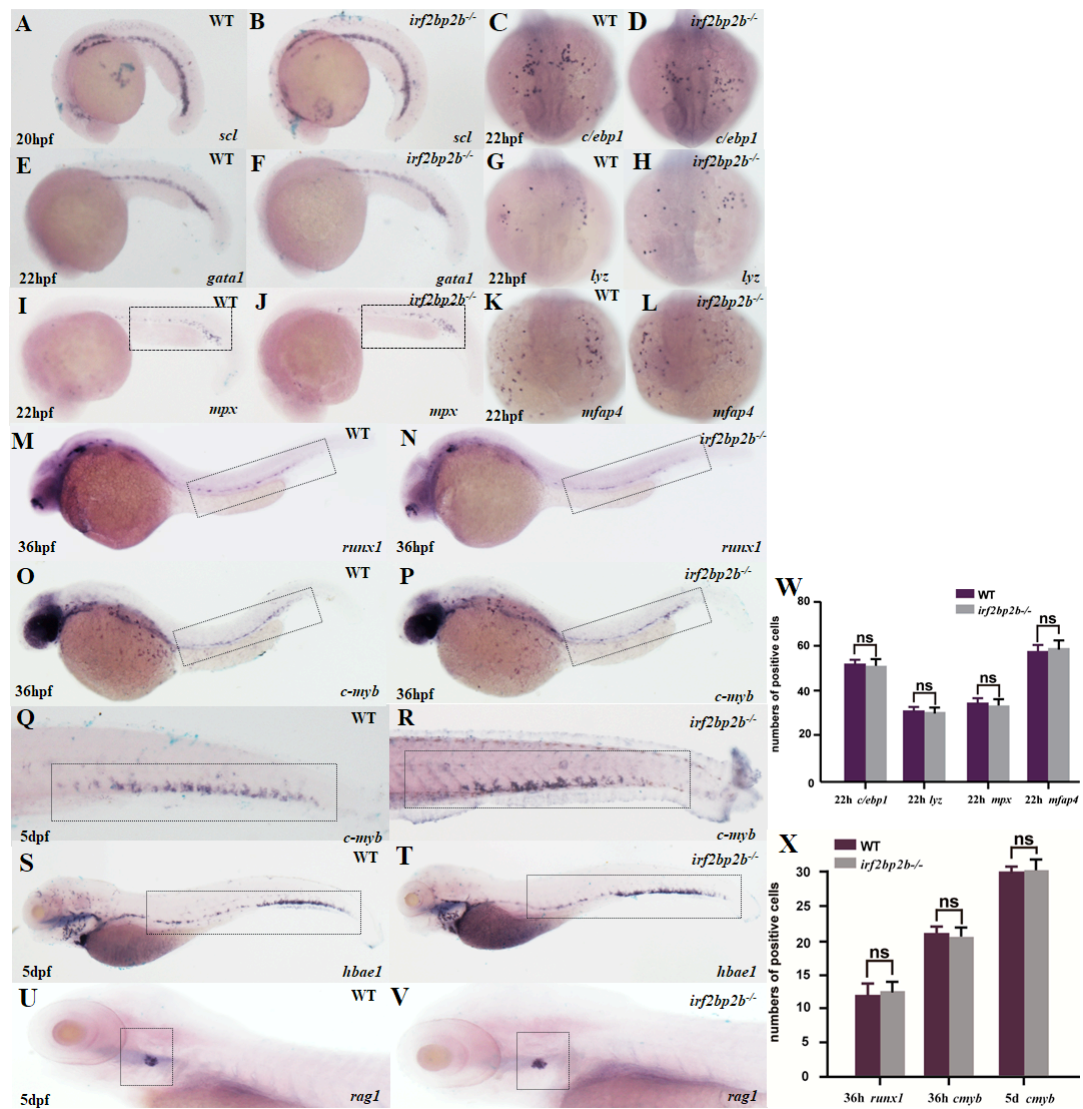 A WT B irf2bp2b-/- C WT D irf2bp2b-/-
20hpf scl scl 22hpf c/ebp1 c/ebp1
E WT F irf2bp2b-/- G WT H irf2bp2b-/-
22hpf gata1 gata1 22hpf lyz lyz
I WT J irf2bp2b-/- K WT L irf2bp2b-/-
22hpf mpx mpx 22hpf mfap4 mfap4
M WT N irf2bp2b-/-
36hpf runx1 36hpf runx1
O WT P irf2bp2b-/-
36hpf c-myb 36hpf c-myb
Q WT R irf2bp2b-/-
5dpf c-myb c-myb
S WT T irf2bp2b-/-
5dpf hbae1 hbae1
U WT V irf2bp2b-/-
5dpf rag1 rag1
W
WT
irf2bp2b-/-
numbers of positive cells
80
60
40
20
0
ns ns ns ns
22h c/ebp1 22h lyz 22h mpx 22h mfap4
X
WT
irf2bp2b-/-
numbers of positive cells
30
25
20
15
10
5
0
ns ns ns
36h runx1 36h cmyb 5d cmyb